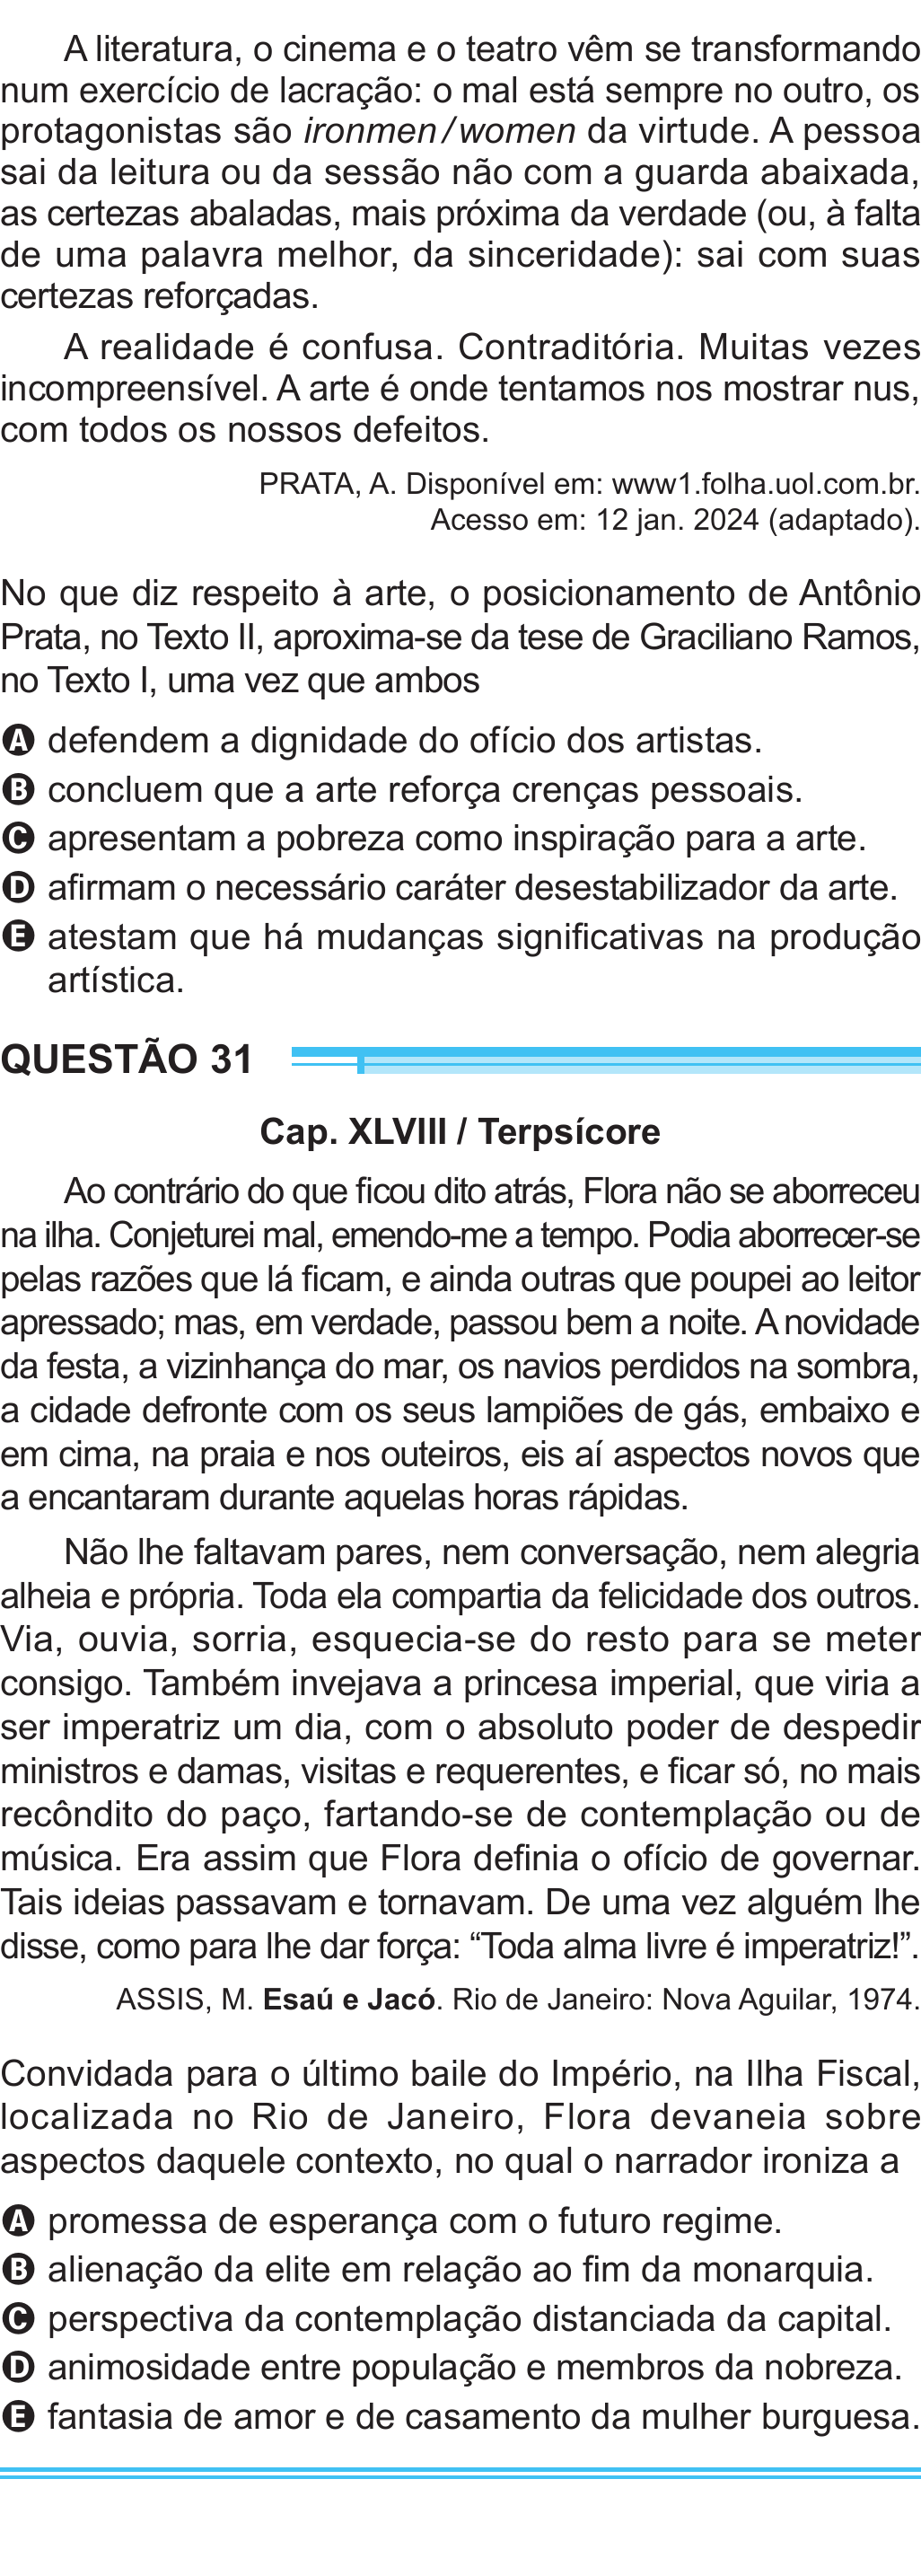 A literatura, o cinema e o teatro vêm se transformando
num exercício de lacração: o mal está sempre no outro, os
protagonistas são ironmen/women da virtude. A pessoa
sai da leitura ou da sessão não com a guarda abaixada,
as certezas abaladas, mais próxima da verdade (ou, à falta
de uma palavra melhor, da sinceridade): sai com suas
certezas reforçadas.
A realidade é confusa. Contraditória. Muitas vezes
incompreensível. A arte é onde tentamos nos mostrar nus,
com todos os nossos defeitos.
PRATA, A. Disponível em: www1.folha.uol.com.br.
Acesso em: 12 jan. 2024 (adaptado).
No que diz respeito à arte, o posicionamento de Antônio
Prata, no Texto II, aproxima-se da tese de Graciliano Ramos,
no Texto I, uma vez que ambos
A defendem a dignidade do ofício dos artistas.
B concluem que a arte reforça crenças pessoais.
C apresentam a pobreza como inspiração para a arte.
D afirmam o necessário caráter desestabilizador da arte.
E atestam que há mudanças significativas na produção
artística.
QUESTÃO 31
Cap. XLVIII / Terpsícore
Ao contrário do que ficou dito atrás, Flora não se aborreceu
na ilha. Conjeturei mal, emendo-me a tempo. Podia aborrecer-se
pelas razões que lá ficam, e ainda outras que poupei ao leitor
apressado; mas, em verdade, passou bem a noite. A novidade
da festa, a vizinhança do mar, os navios perdidos na sombra,
a cidade defronte com os seus lampiões de gás, embaixo e
em cima, na praia e nos outeiros, eis aí aspectos novos que
a encantaram durante aquelas horas rápidas.
Não lhe faltavam pares, nem conversação, nem alegria
alheia e própria. Toda ela compartia da felicidade dos outros.
Via, ouvia, sorria, esquecia-se do resto para se meter
consigo. Também invejava a princesa imperial, que viria a
ser imperatriz um dia, com o absoluto poder de despedir
ministros e damas, visitas e requerentes, e ficar só, no mais
recôndito do paço, fartando-se de contemplação ou de
música. Era assim que Flora definia o ofício de governar.
Tais ideias passavam e tornavam. De uma vez alguém lhe
disse, como para lhe dar força: “Toda alma livre é imperatriz!”.
ASSIS, M. Esaú e Jacó. Rio de Janeiro: Nova Aguilar, 1974.
Convidada para o último baile do Império, na Ilha Fiscal,
localizada no Rio de Janeiro, Flora devaneia sobre
aspectos daquele contexto, no qual o narrador ironiza a
A promessa de esperança com o futuro regime.
B alienação da elite em relação ao fim da monarquia.
C perspectiva da contemplação distanciada da capital.
D animosidade entre população e membros da nobreza.
E fantasia de amor e de casamento da mulher burguesa.